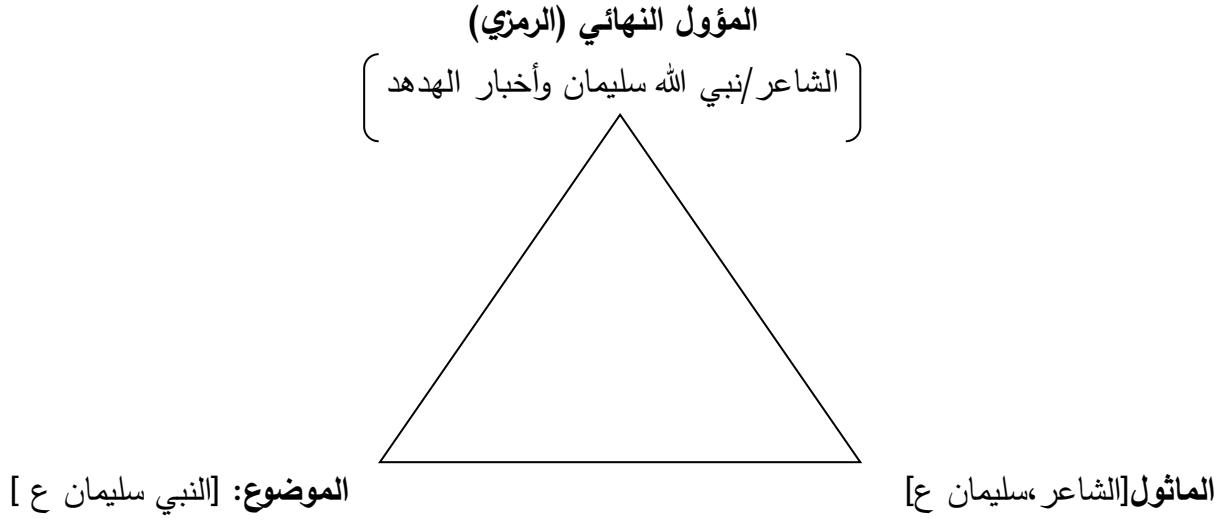 المؤول النهائي (الرمزي)
الشاعر/نبي الله سليمان وأخبار الهدهد
الماثول[الشاعر،سليمان ع]
الموضوع: [النبي سليمان ع ]